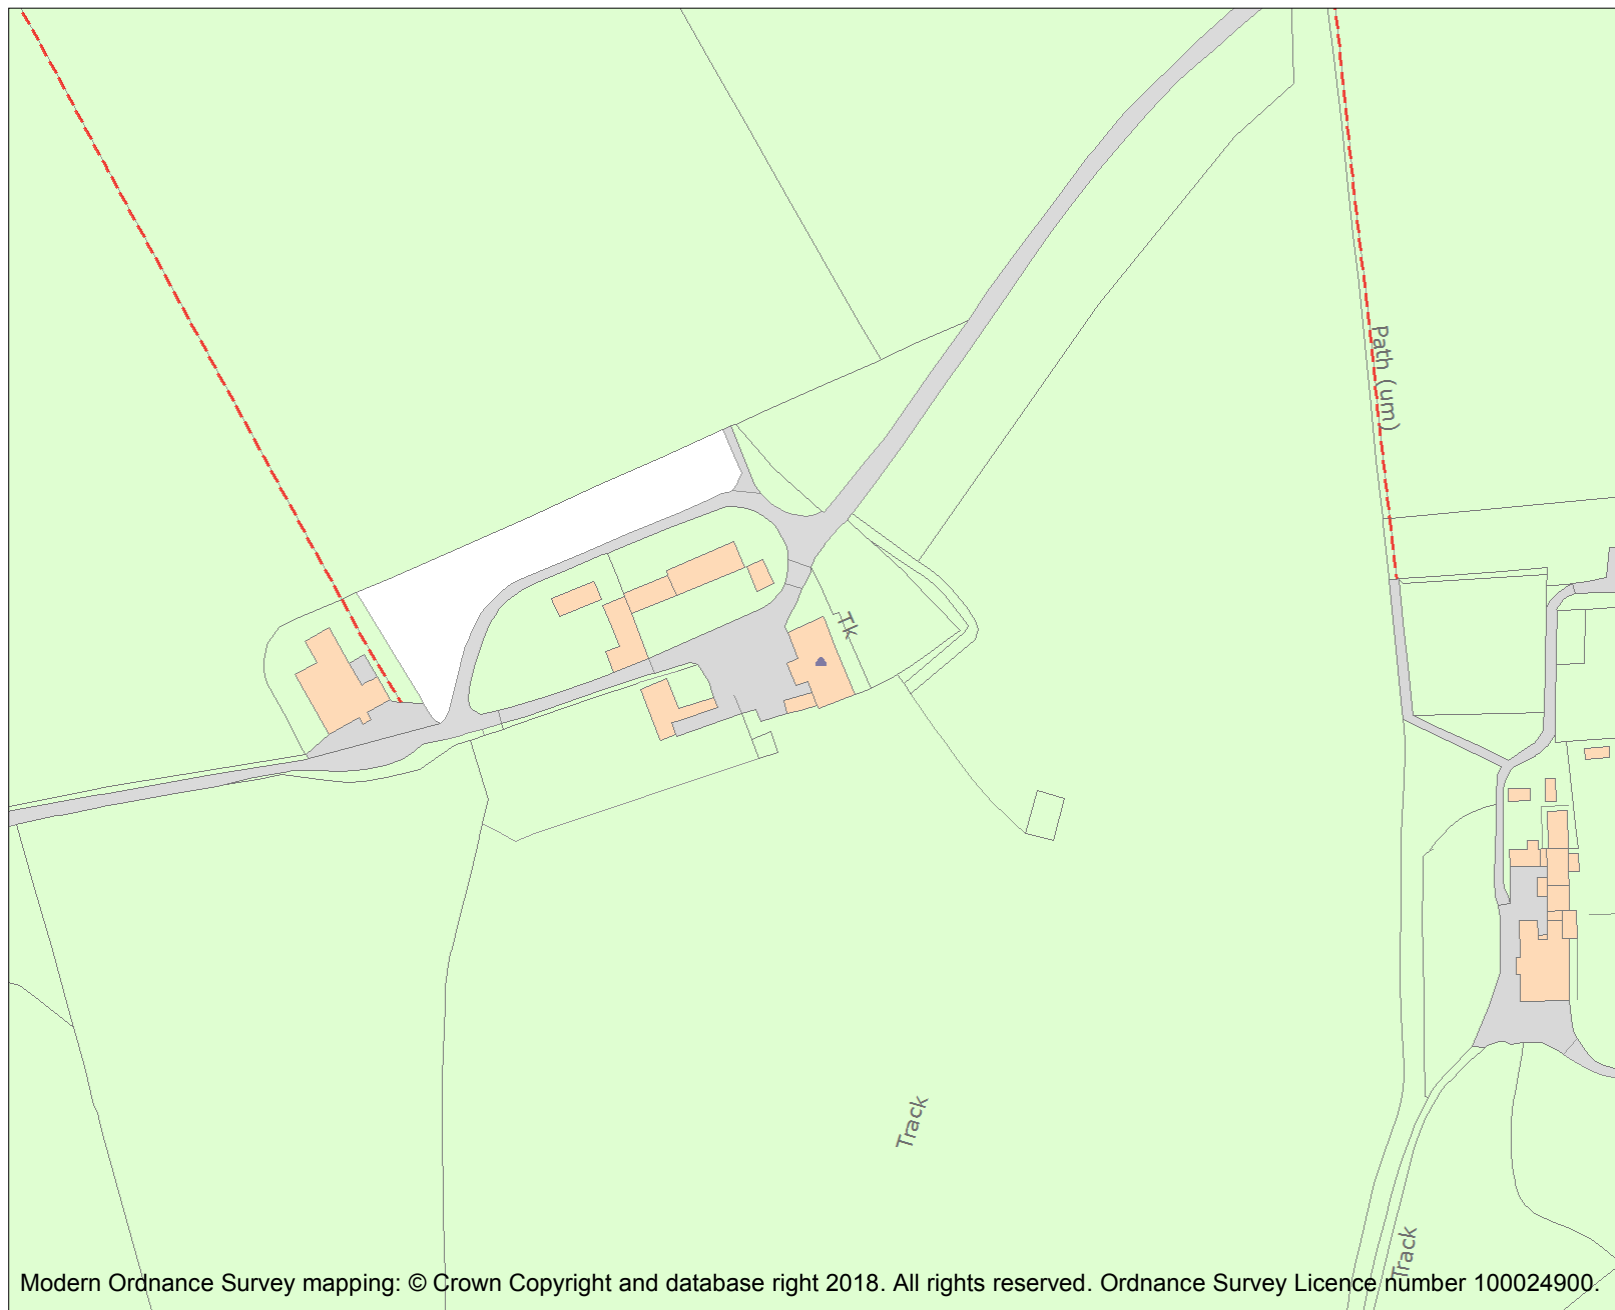 Path (um)
Tk
Track
Track
Modern Ordnance Survey mapping: © Crown Copyright and database right 2018. All rights reserved. Ordnance Survey Licence number 100024900.